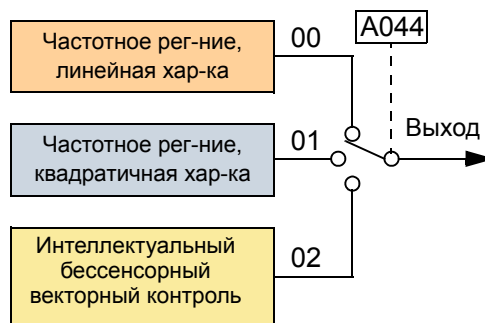 Частотное рег-ние,
линейная хар-ка
00
A044
Частотное рег-ние,
квадратичная хар-ка
01
Выход
Интеллектуальный
бессенсорный
векторный контроль
02